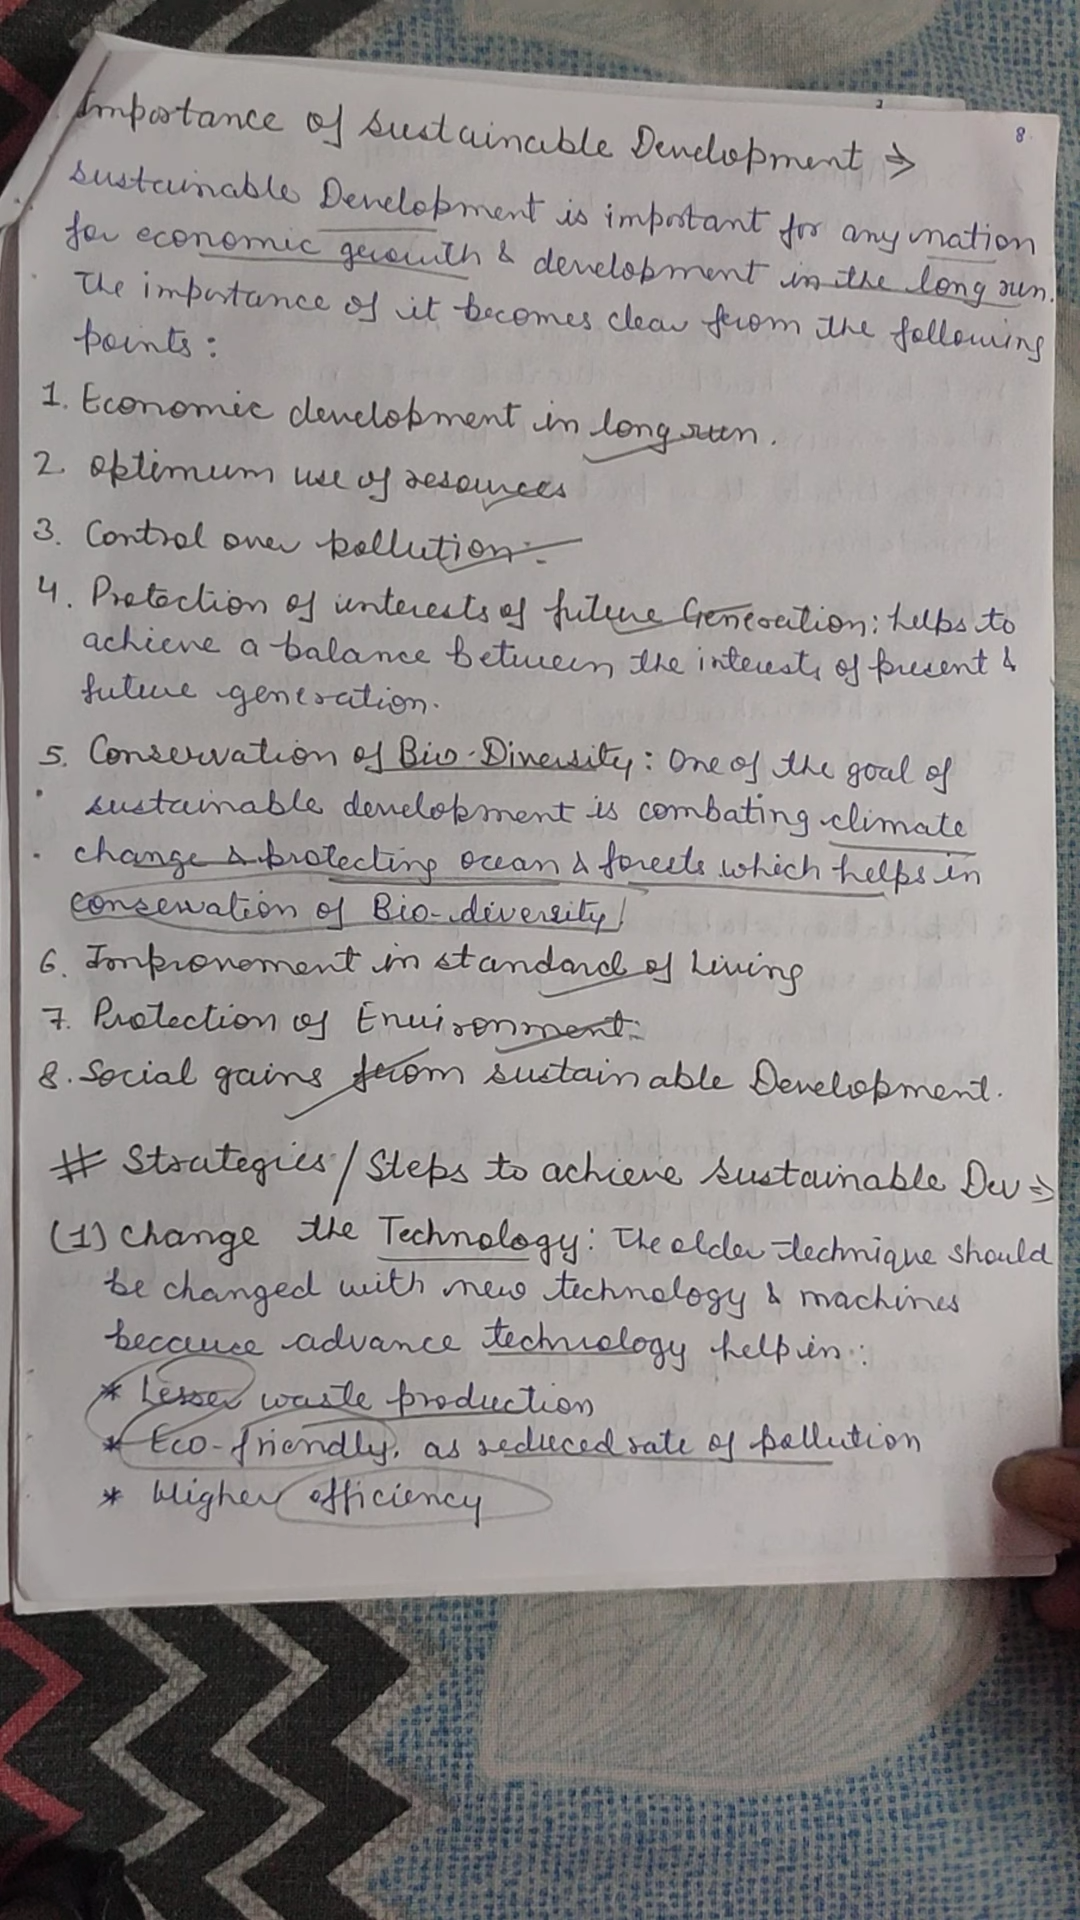 8
Importance of sustainable Development ⇒
sustainable Development is important for any nation
for economic growth & development in the long run.
The importance of it becomes clear from the following
points:
1. Economic development in long run.
2. optimum use of resources
3. Control over pollution:-
4. Protection of interests of future Generation: helps to
achieve a balance between the interests of present &
future generation.
5. Conservation of Bio-Diversity: One of the goal of
sustainable development is combating climate
change & protecting ocean & forests which helps in
conservation of Bio-diversity!
6. Improvement in standard of Living
7. Protection of Environment:
8. Social gains from sustainable Development.
# Strategies/Steps to achieve sustainable Dev ⇒
(1) change the Technology: The older technique should
be changed with new technology & machines
because advance technology help in:
* Lesser waste production
* Eco-friendly, as reduced rate of pollution
* Higher efficiency